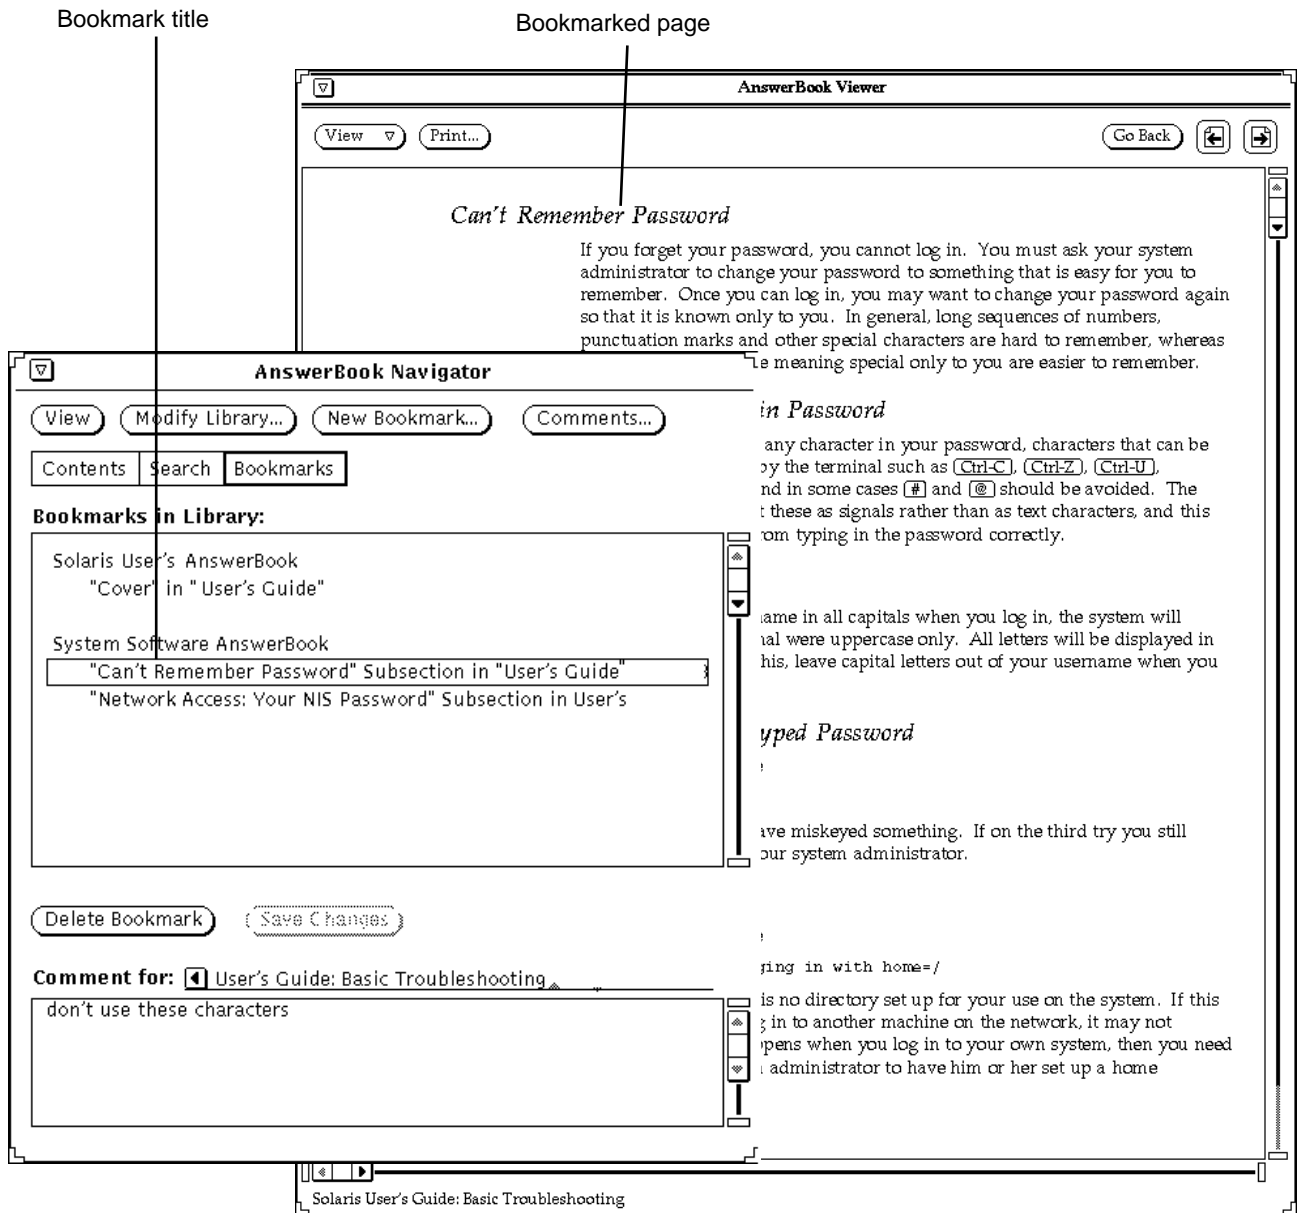 Bookmark title
Bookmarked page
AnswerBook Viewer
View Print... Go Back
Can't Remember Password
If you forget your password, you cannot log in. You must ask your system
administrator to change your password to something that is easy for you to
remember. Once you can log in, you may want to change your password again
so that it is known only to you. In general, long sequences of numbers,
punctuation marks and other special characters are hard to remember, whereas
meaning special only to you are easier to remember.
in Password
any character in your password, characters that can be
by the terminal such as Ctrl-C, Ctrl-Z, Ctrl-U,
nd in some cases # and @ should be avoided. The
t these as signals rather than as text characters, and this
om typing in the password correctly.
ame in all capitals when you log in, the system will
nal were uppercase only. All letters will be displayed in
his, leave capital letters out of your username when you
yped Password
ave miskeyed something. If on the third try you still
our system administrator.
ging in with home=/
is no directory set up for your use on the system. If this
g in to another machine on the network, it may not
ppens when you log in to your own system, then you need
administrator to have him or her set up a home
Solaris User's Guide: Basic Troubleshooting
AnswerBook Navigator
View Modify Library... New Bookmark... Comments...
Contents Search Bookmarks
Bookmarks in Library:
Solaris User's AnswerBook
"Cover" in " User's Guide"
System Software AnswerBook
"Can't Remember Password" Subsection in "User's Guide"
"Network Access: Your NIS Password" Subsection in User's
Delete Bookmark Save Changes
Comment for: User's Guide: Basic Troubleshooting
don't use these characters